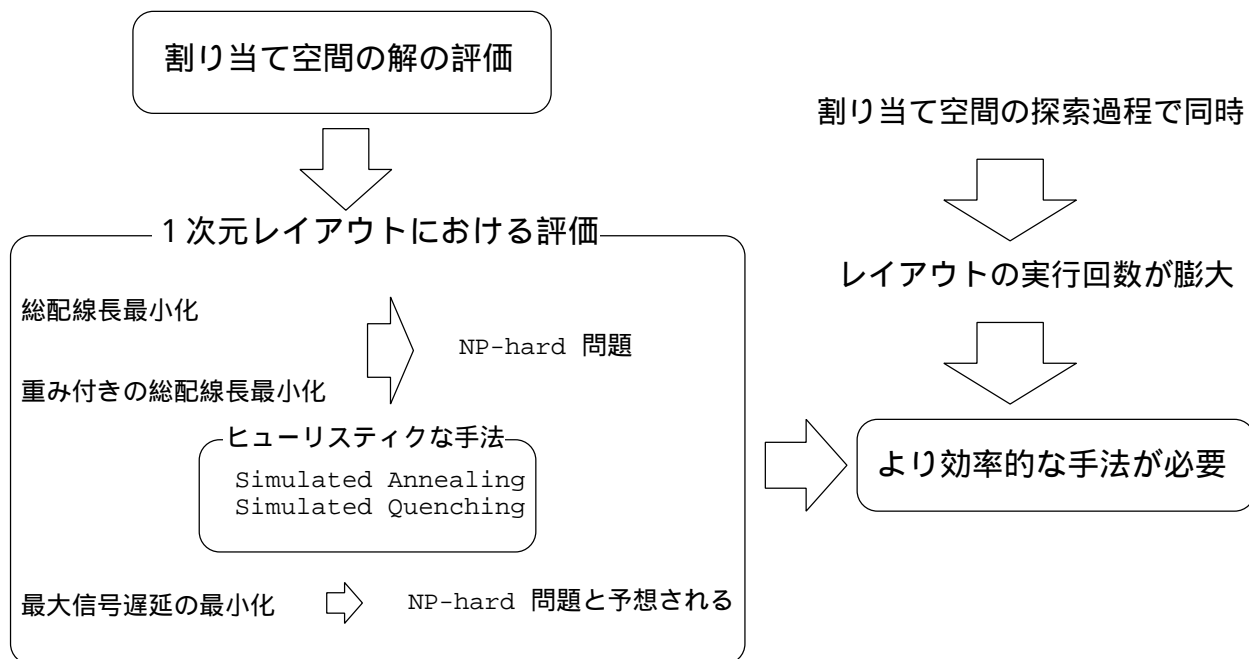 割り当て空間の解の評価
割り当て空間の探索過程で同時
1次元レイアウトにおける評価
レイアウトの実行回数が膨大
総配線長最小化
NP-hard 問題
重み付きの総配線長最小化
ヒューリスティクな手法
Simulated Annealing
Simulated Quenching
より効率的な手法が必要
最大信号遅延の最小化
NP-hard 問題と予想される